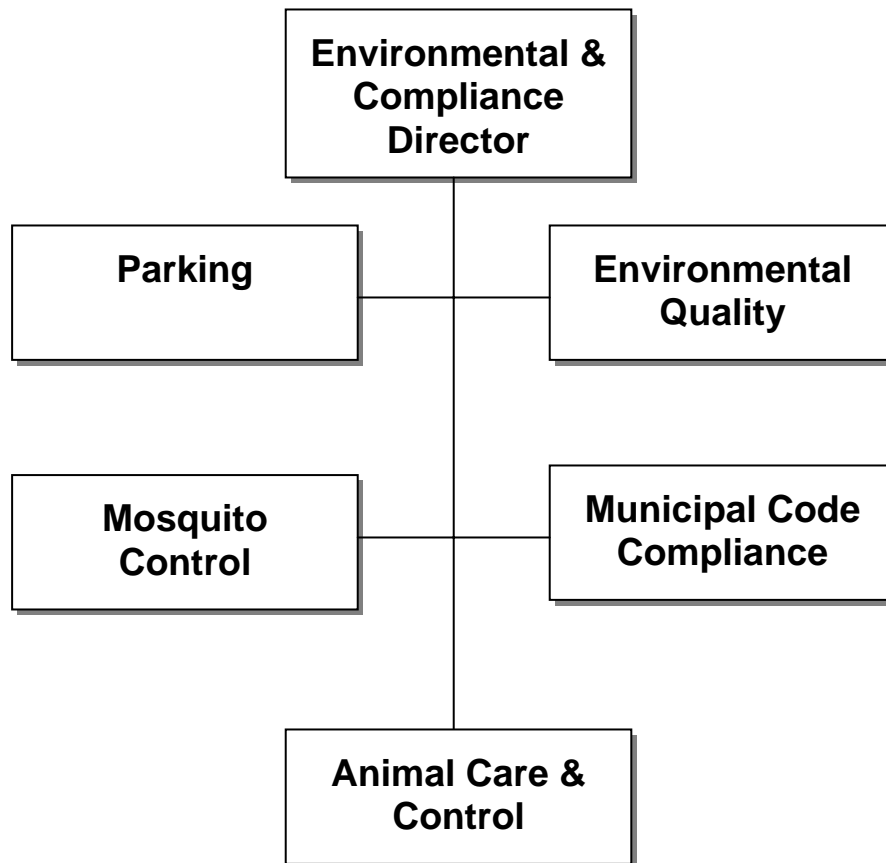 Environmental &
Compliance
Director
Parking
Environmental
Quality
Mosquito
Control
Municipal Code
Compliance
Animal Care &
Control